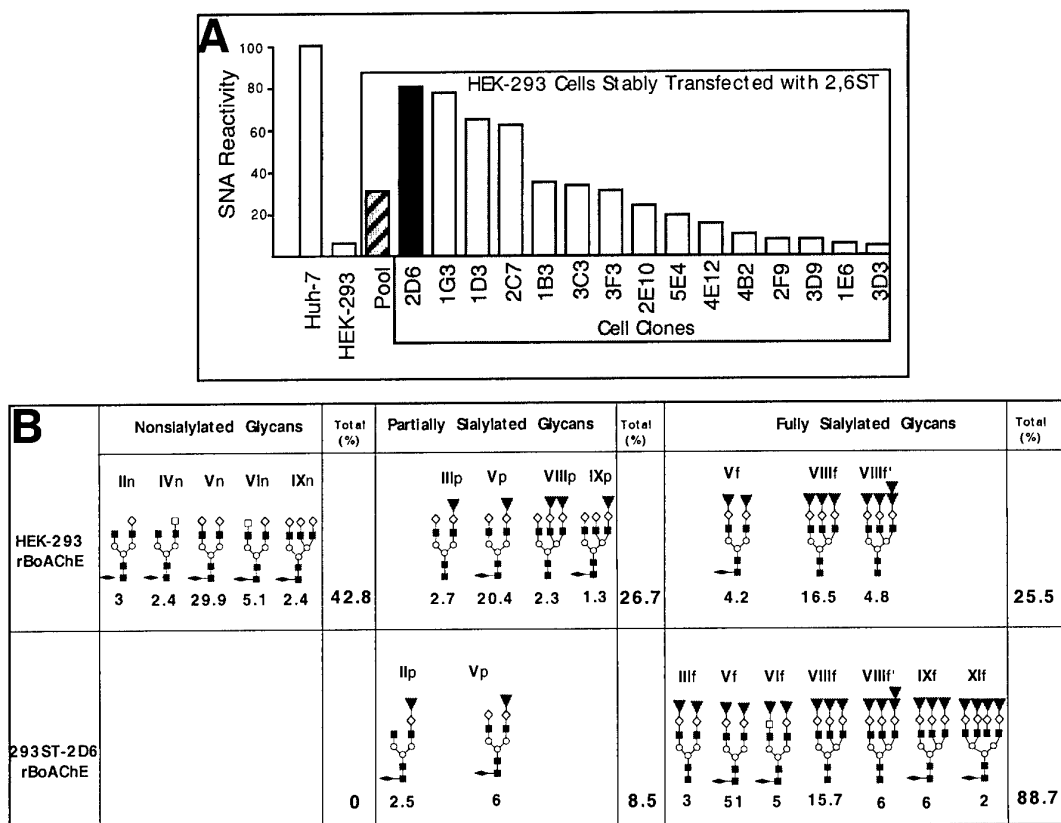 A
100
80
60
40
20
SNA Reactivity
HEK-293 Cells Stably Transfected with 2,6ST
Huh-7
HEK-293
Pool
2D6
1G3
1D3
2C7
1B3
3C3
3F3
2E10
5E4
4E12
4B2
2F9
3D9
1E6
3D3
Cell Clones
B
Nonsialylated Glycans
Total (%)
Partially Sialylated Glycans
Total (%)
Fully Sialylated Glycans
Total (%)
HEK-293
rBoAChE
IIn IVn Vn VIn IXn
3 2.4 29.9 5.1 2.4
42.8
IIIp Vp VIIIp IXp
2.7 20.4 2.3 1.3
26.7
Vf VIIIf VIIIf'
4.2 16.5 4.8
25.5
293ST-2D6
rBoAChE
0
IIp Vp
2.5 6
8.5
IIIf Vf VIf VIIIf VIIIf' IXf XIf
3 51 5 15.7 6 6 2
88.7